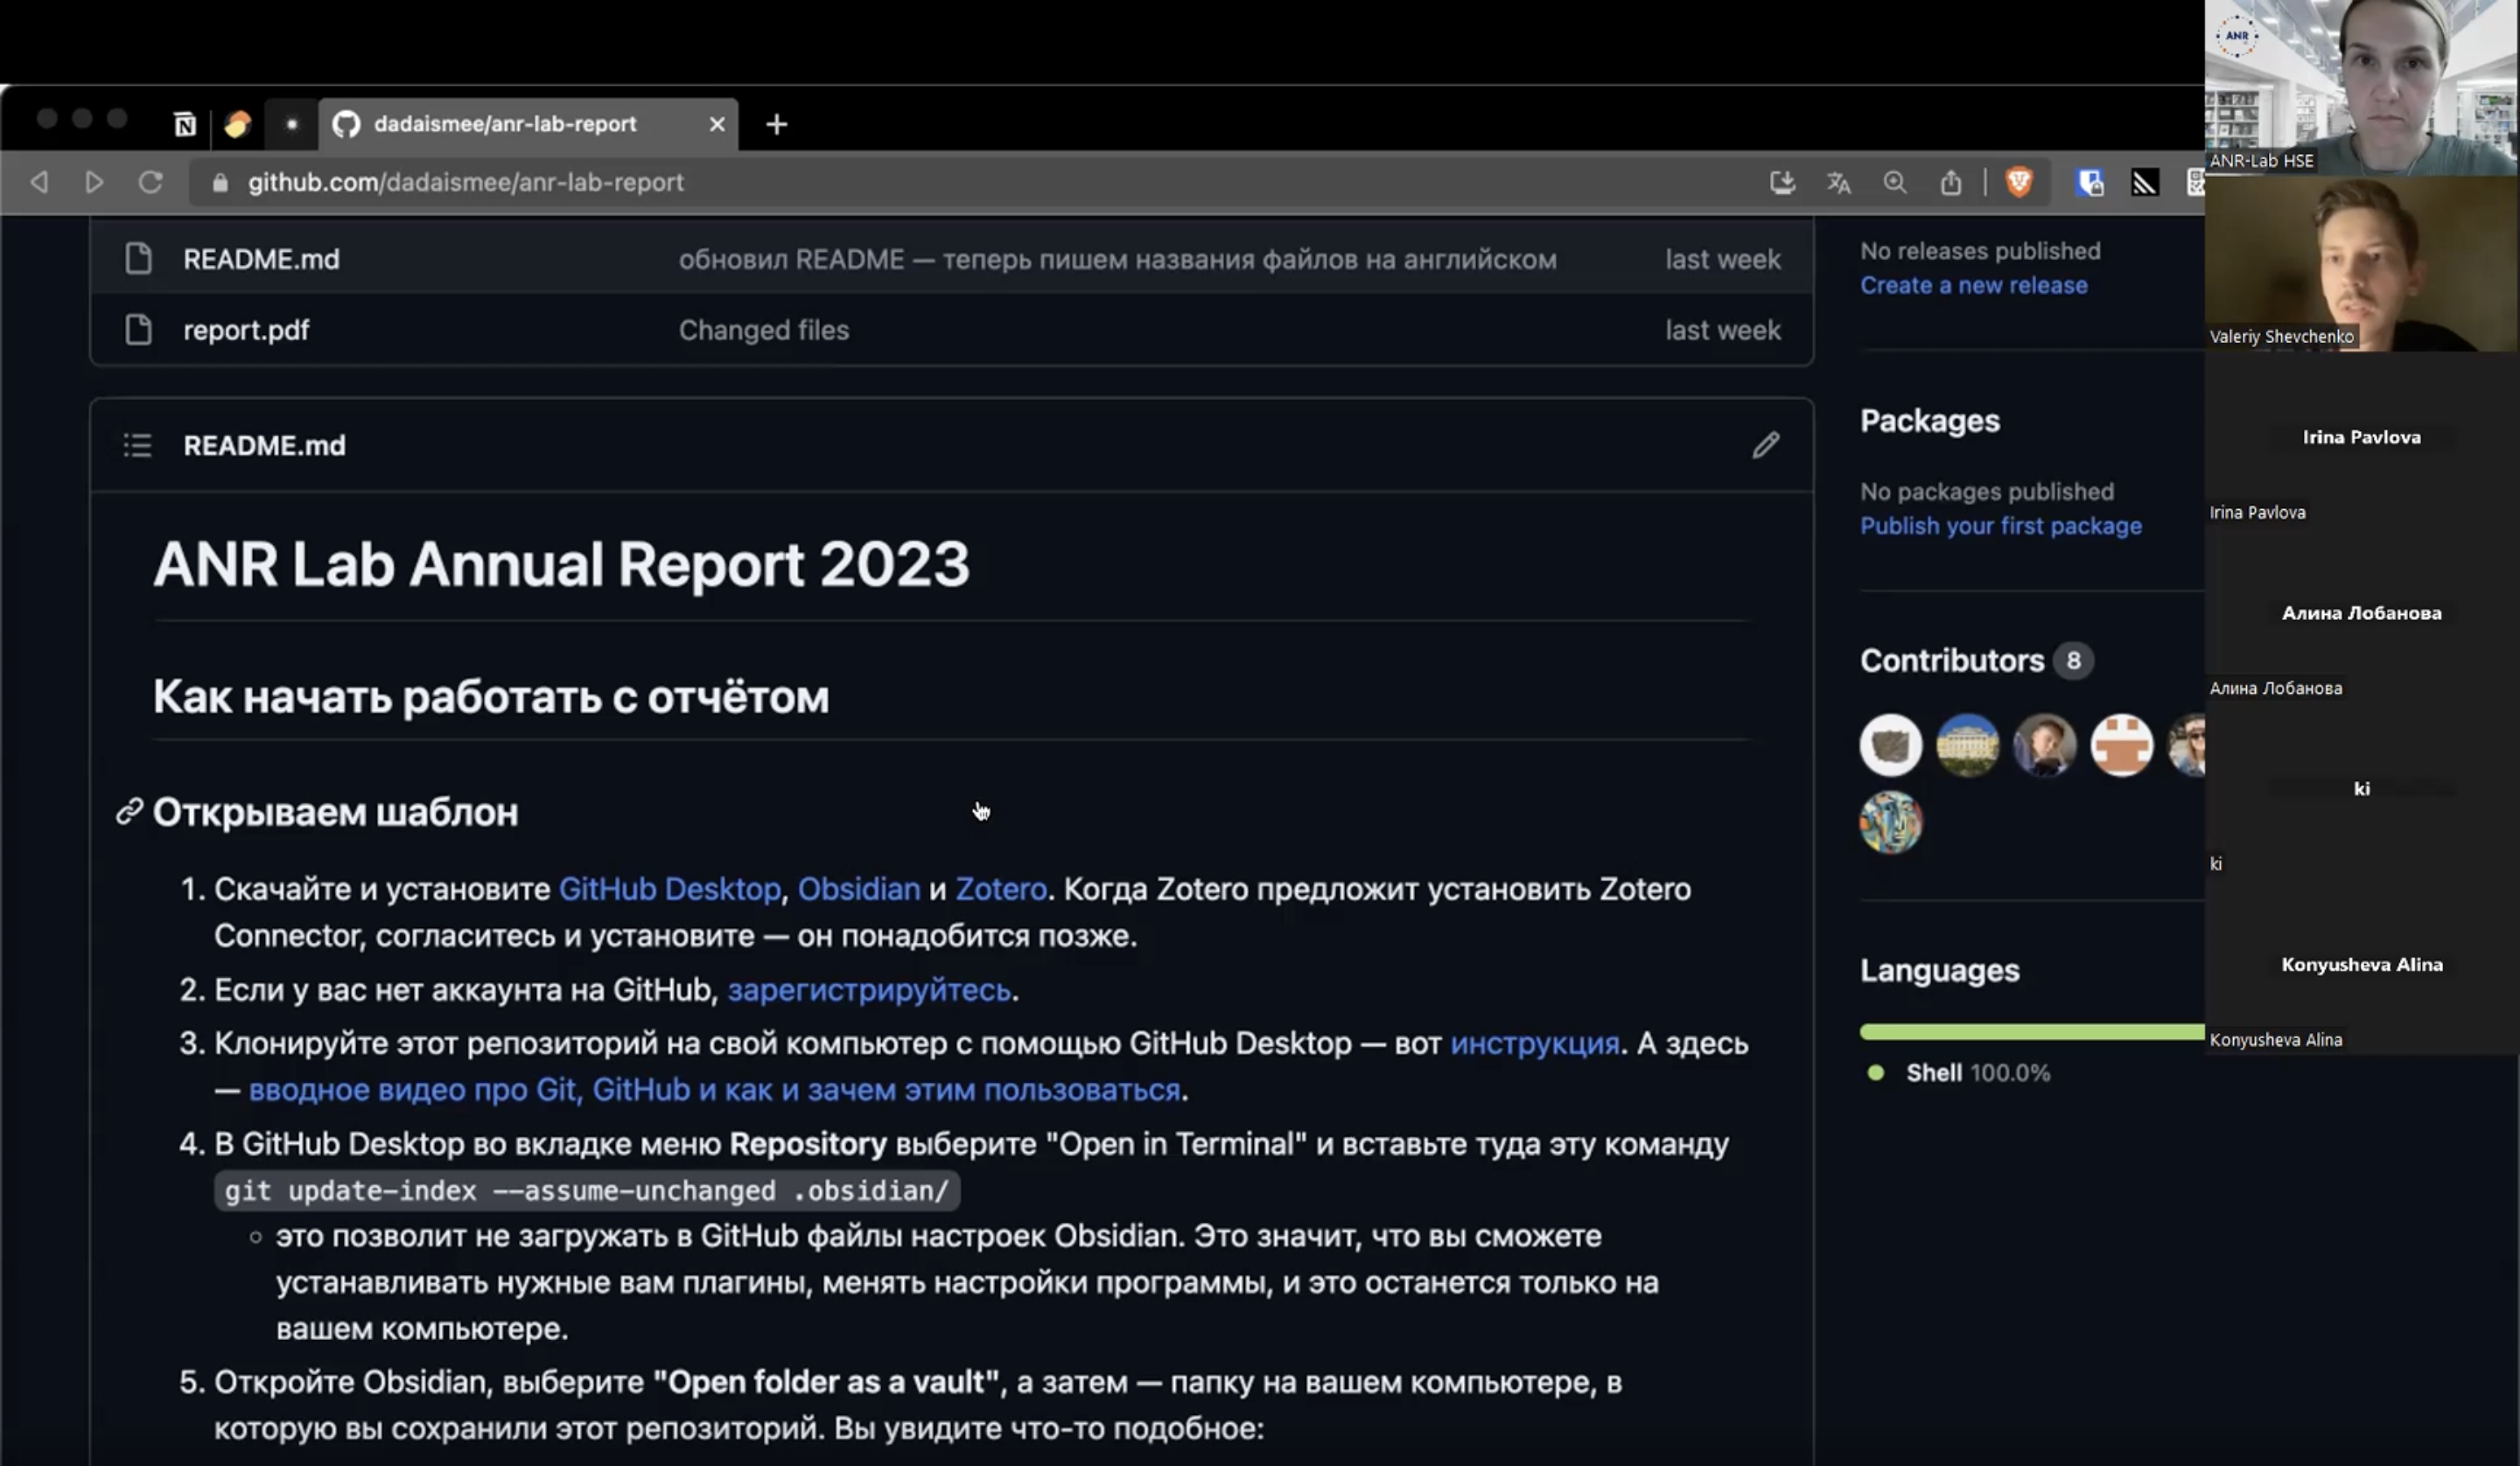 dadaismee/anr-lab-report
github.com/dadaismee/anr-lab-report
README.md
обновил README — теперь пишем названия файлов на английском
last week
report.pdf
Changed files
last week
README.md
ANR Lab Annual Report 2023
Как начать работать с отчётом
Открываем шаблон
1. Скачайте и установите GitHub Desktop, Obsidian и Zotero. Когда Zotero предложит установить Zotero
Connector, согласитесь и установите — он понадобится позже.
2. Если у вас нет аккаунта на GitHub, зарегистрируйтесь.
3. Клонируйте этот репозиторий на свой компьютер с помощью GitHub Desktop — вот инструкция. А здесь
— вводное видео про Git, GitHub и как и зачем этим пользоваться.
4. В GitHub Desktop во вкладке меню Repository выберите "Open in Terminal" и вставьте туда эту команду
git update-index --assume-unchanged .obsidian/
это позволит не загружать в GitHub файлы настроек Obsidian. Это значит, что вы сможете
устанавливать нужные вам плагины, менять настройки программы, и это останется только на
вашем компьютере.
5. Откройте Obsidian, выберите "Open folder as a vault", а затем — папку на вашем компьютере, в
которую вы сохранили этот репозиторий. Вы увидите что-то подобное:
No releases published
Create a new release
Packages
No packages published
Publish your first package
Contributors 8
Languages
Shell 100.0%
ANR
ANR-Lab HSE
Valeriy Shevchenko
Irina Pavlova
Irina Pavlova
Алина Лобанова
Алина Лобанова
ki
ki
Konyusheva Alina
Konyusheva Alina